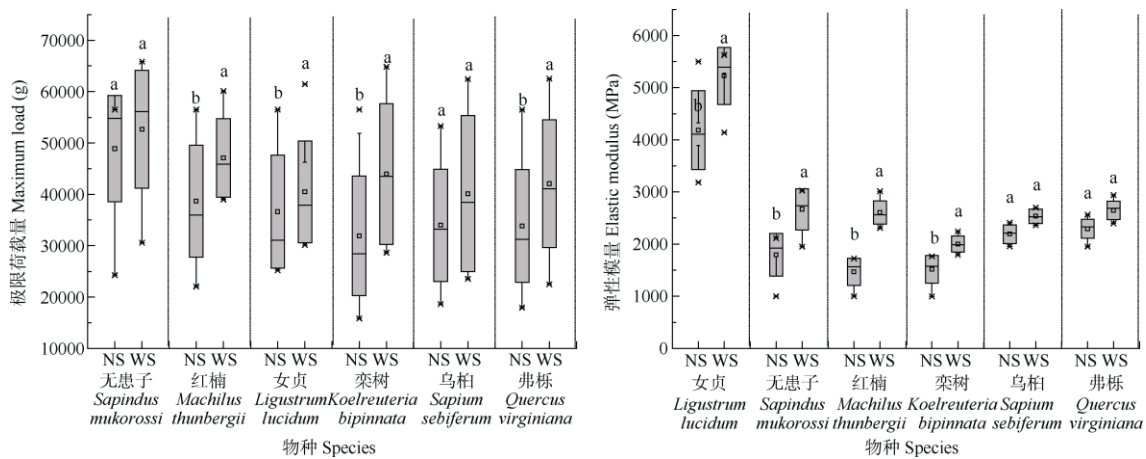 极限荷载量 Maximum load (g)
70000
60000
50000
40000
30000
20000
10000
a
a
b
a
b
a
b
a
a
a
b
a
NS WS
NS WS
NS WS
NS WS
NS WS
NS WS
无患子
红楠
女贞
栾树
乌桕
弗栎
Sapindus
mukorossi
Machilus
thunbergii
Ligustrum
lucidum
Koelreuteria
bipinnata
Sapium
sebiferum
Quercus
virginiana
物种 Species
弹性模量 Elastic modulus (MPa)
6000
5000
4000
3000
2000
1000
0
b
a
b
a
b
a
b
a
a
a
a
a
NS WS
NS WS
NS WS
NS WS
NS WS
NS WS
女贞
无患子
红楠
栾树
乌桕
弗栎
Ligustrum
lucidum
Sapindus
mukorossi
Machilus
thunbergii
Koelreuteria
bipinnata
Sapium
sebiferum
Quercus
virginiana
物种 Species